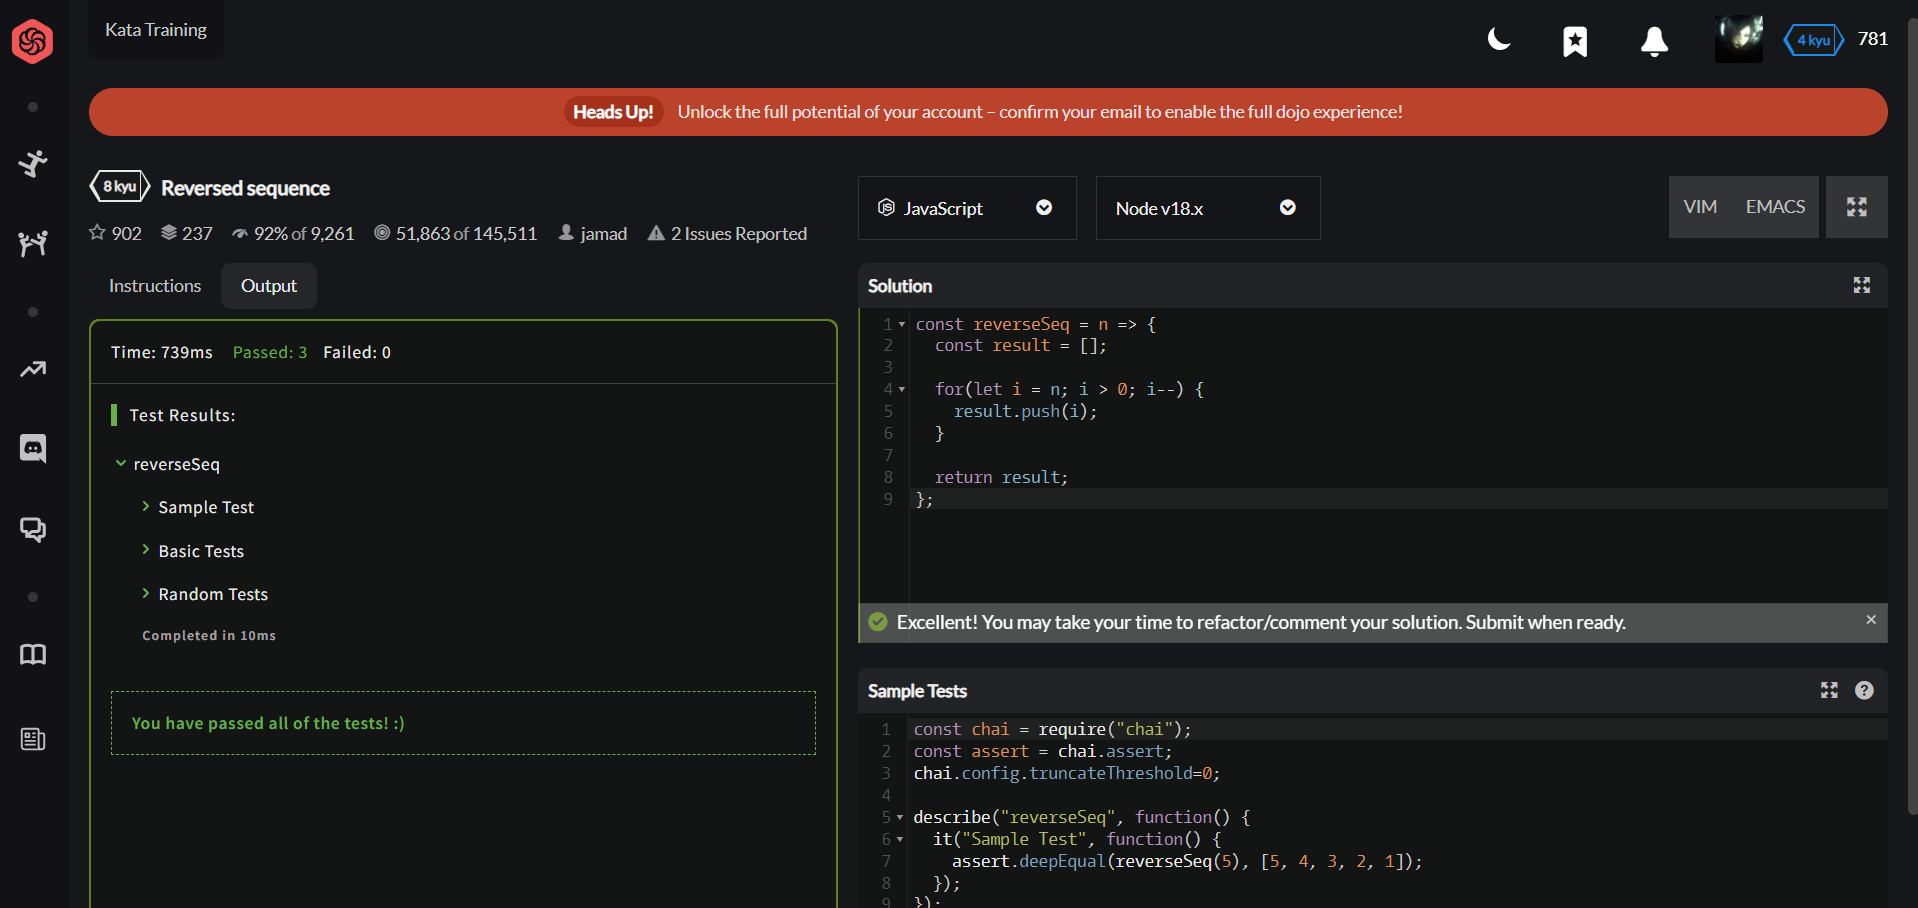 Kata Training
4 kyu 781
Heads Up! Unlock the full potential of your account – confirm your email to enable the full dojo experience!
8 kyu Reversed sequence
902 237 92% of 9,261 51,863 of 145,511 jamad 2 Issues Reported
JavaScript
Node v18.x
VIM EMACS
Instructions Output
Time: 739ms Passed: 3 Failed: 0
Test Results:
reverseSeq
Sample Test
Basic Tests
Random Tests
Completed in 10ms
You have passed all of the tests! :)
Solution
1 const reverseSeq = n => {
2   const result = [];
3
4   for(let i = n; i > 0; i--) {
5     result.push(i);
6   }
7
8   return result;
9 };
Excellent! You may take your time to refactor/comment your solution. Submit when ready. ×
Sample Tests ?
1 const chai = require("chai");
2 const assert = chai.assert;
3 chai.config.truncateThreshold=0;
4
5 describe("reverseSeq", function() {
6   it("Sample Test", function() {
7     assert.deepEqual(reverseSeq(5), [5, 4, 3, 2, 1]);
8   });
9 });